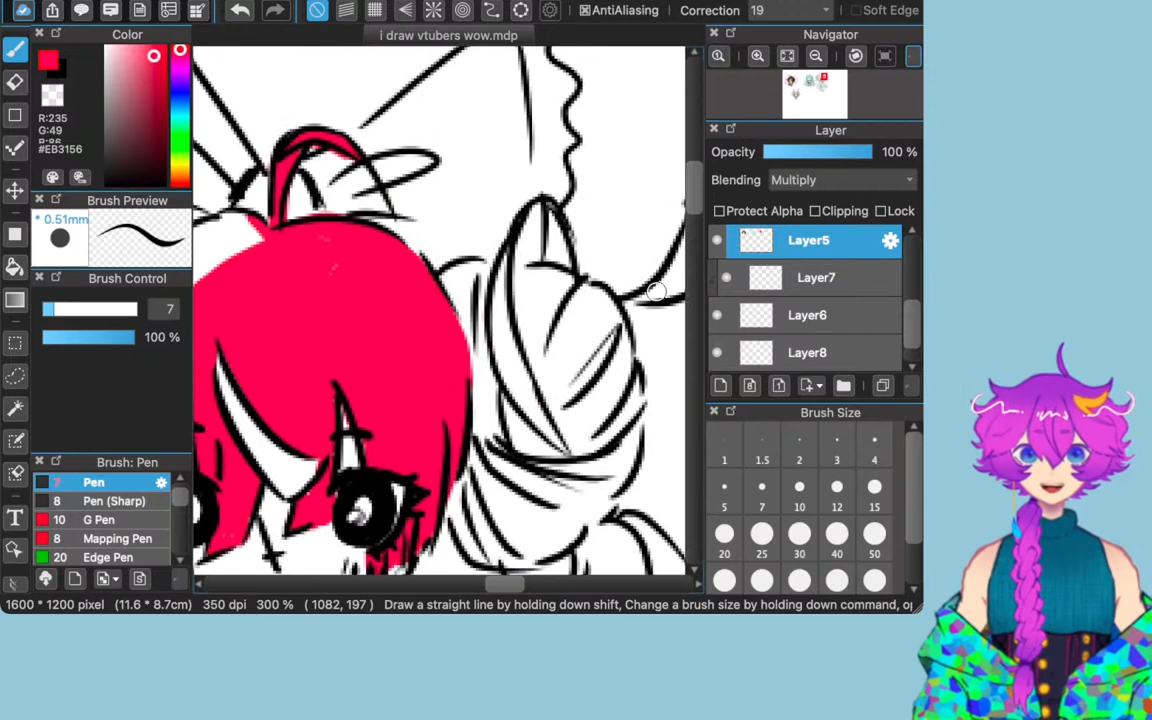 AntiAliasing
Correction 19
Soft Edge
i draw vtubers wow.mdp
Color
R:235
G:49
B:86
#EB3156
Brush Preview
* 0.51mm
Brush Control
7
100 %
Brush: Pen
7 Pen
8 Pen (Sharp)
10 G Pen
8 Mapping Pen
20 Edge Pen
T
Navigator
Layer
Opacity 100 %
Blending Multiply
Protect Alpha Clipping Lock
Layer5
Layer7
Layer6
Layer8
Brush Size
1 1.5 2 3 4
5 7 10 12 15
20 25 30 40 50
1600 * 1200 pixel (11.6 * 8.7cm) 350 dpi 300 % ( 1082, 197 ) Draw a straight line by holding down shift, Change a brush size by holding down command, o